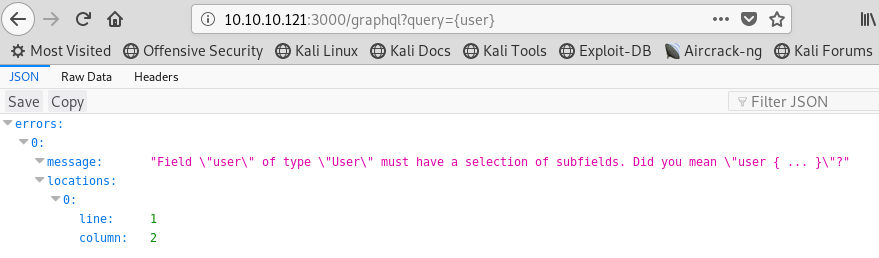 10.10.10.121:3000/graphql?query={user}
Most Visited Offensive Security Kali Linux Kali Docs Kali Tools Exploit-DB Aircrack-ng Kali Forums
JSON Raw Data Headers
Save Copy Filter JSON
errors:
0:
message: "Field \"user\" of type \"User\" must have a selection of subfields. Did you mean \"user { ... }\"?"
locations:
0:
line: 1
column: 2